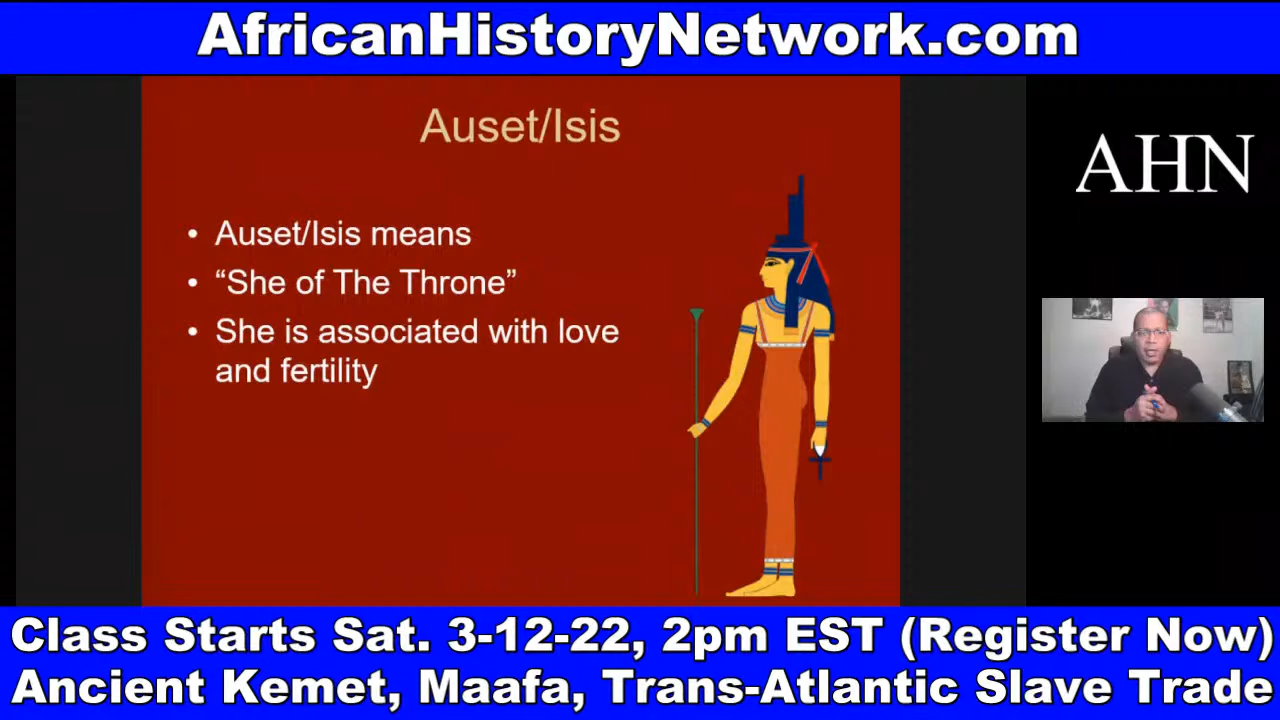 AfricanHistoryNetwork.com
Auset/Isis
AHN
• Auset/Isis means
• “She of The Throne”
• She is associated with love
and fertility
Class Starts Sat. 3-12-22, 2pm EST (Register Now)
Ancient Kemet, Maafa, Trans-Atlantic Slave Trade